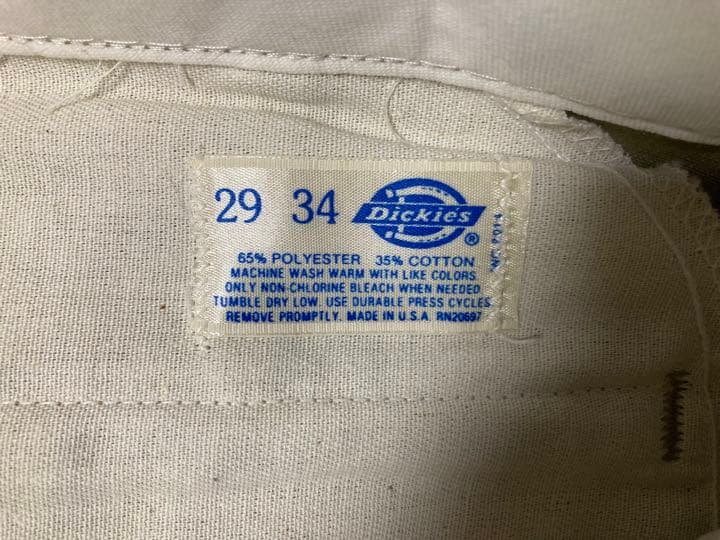 29 34 Dickies®
65% POLYESTER 35% COTTON
MACHINE WASH WARM WITH LIKE COLORS
ONLY NON-CHLORINE BLEACH WHEN NEEDED
TUMBLE DRY LOW. USE DURABLE PRESS CYCLES
REMOVE PROMPTLY. MADE IN U.S.A. RN20697